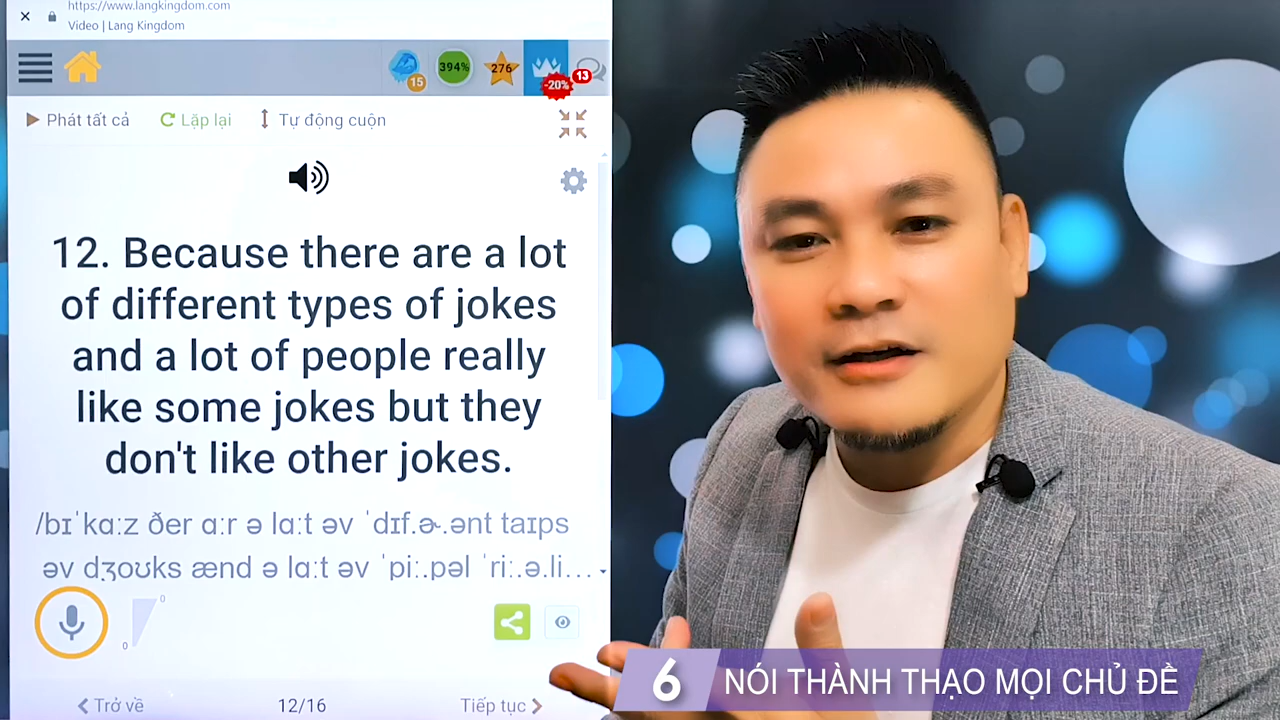 https://www.langkingdom.com
Video | Lang Kingdom
15
394%
276
-20%
13
Phát tất cả
Lặp lại
Tự động cuộn
12. Because there are a lot
of different types of jokes
and a lot of people really
like some jokes but they
don't like other jokes.
/bɪˈkɑːz ðer ɑːr ə lɑːt əv ˈdɪf.ɚ.ənt taɪps
əv dʒoʊks ænd ə lɑːt əv ˈpiː.pəl ˈriː.ə.li...
0
0
Trở về
12/16
Tiếp tục
6 NÓI THÀNH THẠO MỌI CHỦ ĐỀ